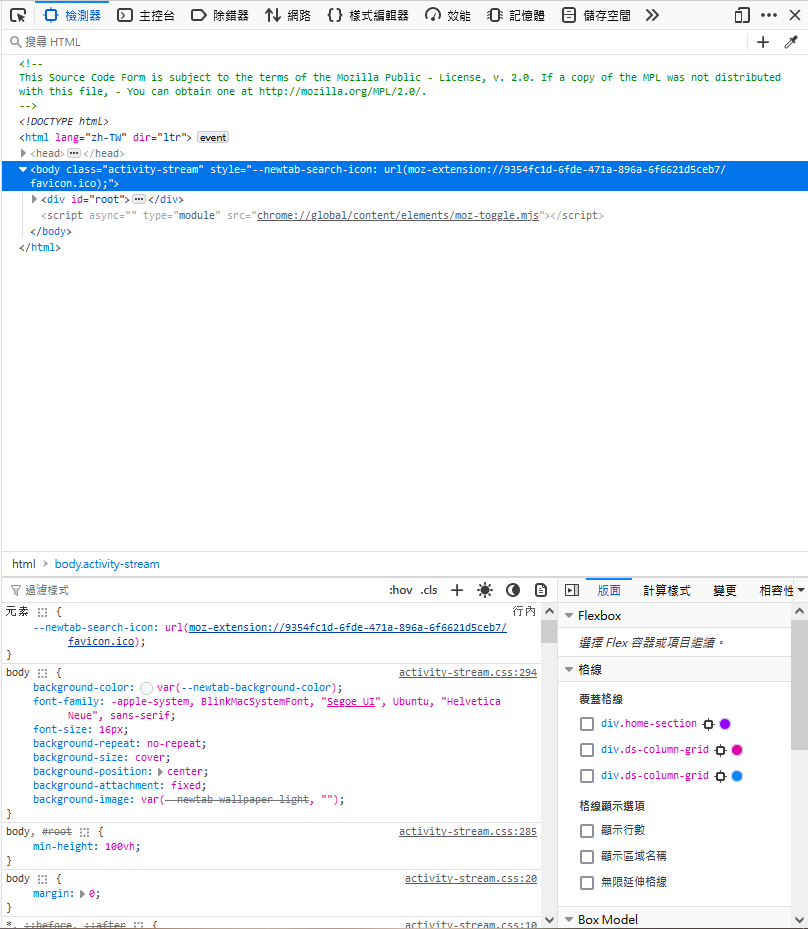 檢測器 主控台 除錯器 網路 樣式編輯器 效能 記憶體 儲存空間
搜尋 HTML
<!--
This Source Code Form is subject to the terms of the Mozilla Public - License, v. 2.0. If a copy of the MPL was not distributed
with this file, - You can obtain one at http://mozilla.org/MPL/2.0/.
-->
<!DOCTYPE html>
<html lang="zh-TW" dir="ltr"> event
<head> ••• </head>
<body class="activity-stream" style="--newtab-search-icon: url(moz-extension://9354fc1d-6fde-471a-896a-6f6621d5ceb7/
favicon.ico);">
<div id="root"> ••• </div>
<script async="" type="module" src="chrome://global/content/elements/moz-toggle.mjs"></script>
</body>
</html>
html > body.activity-stream
過濾樣式 :hov .cls
元素 { 行內
--newtab-search-icon: url(moz-extension://9354fc1d-6fde-471a-896a-6f6621d5ceb7/
favicon.ico);
}
body { activity-stream.css:294
background-color: var(--newtab-background-color);
font-family: -apple-system, BlinkMacSystemFont, "Segoe UI", Ubuntu, "Helvetica
Neue", sans-serif;
font-size: 16px;
background-repeat: no-repeat;
background-size: cover;
background-position: center;
background-attachment: fixed;
background-image: var(--newtab-wallpaper-light, "");
}
body, #root { activity-stream.css:285
min-height: 100vh;
}
body { activity-stream.css:20
margin: 0;
}
*, ::before, ::after { activity-stream.css:10
版面 計算樣式 變更 相容性
Flexbox
選擇 Flex 容器或項目繼續。
格線
覆蓋格線
div.home-section
div.ds-column-grid
div.ds-column-grid
格線顯示選項
顯示行數
顯示區域名稱
無限延伸格線
Box Model